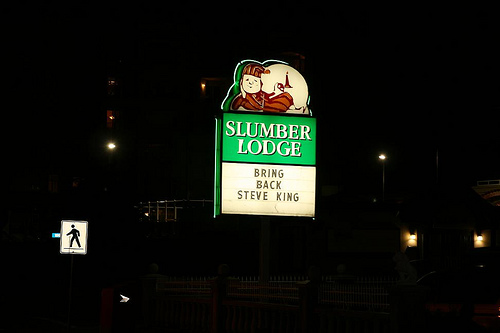 SLUMBER
LODGE
BRING
BACK
STEVE KING